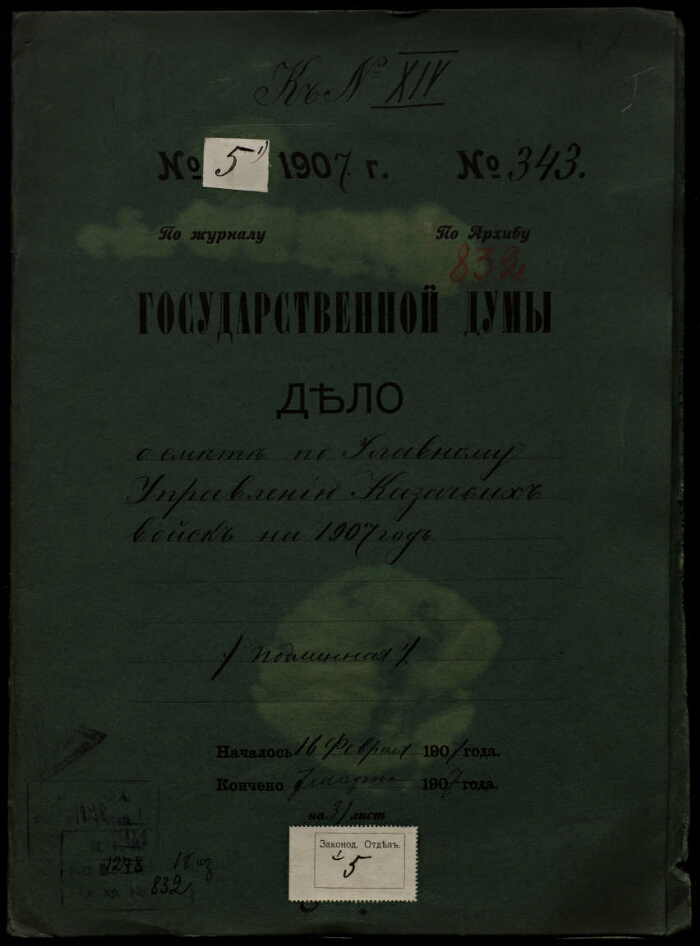 Къ № XIV
№ 5 1) 1907. г. № 343.
По журналу По Архиву
832
ГОСУДАРСТВЕННОЙ ДУМЫ
ДѢЛО
о смѣтѣ по Главному
Управленію Казачьихъ
войскъ на 1907 годъ
/ подлинная /
Началось 16 Февраля 1907 года.
Кончено 7 марта 1907 года.
на 31 лист
Законод. Отдѣлъ.
5
1278
832